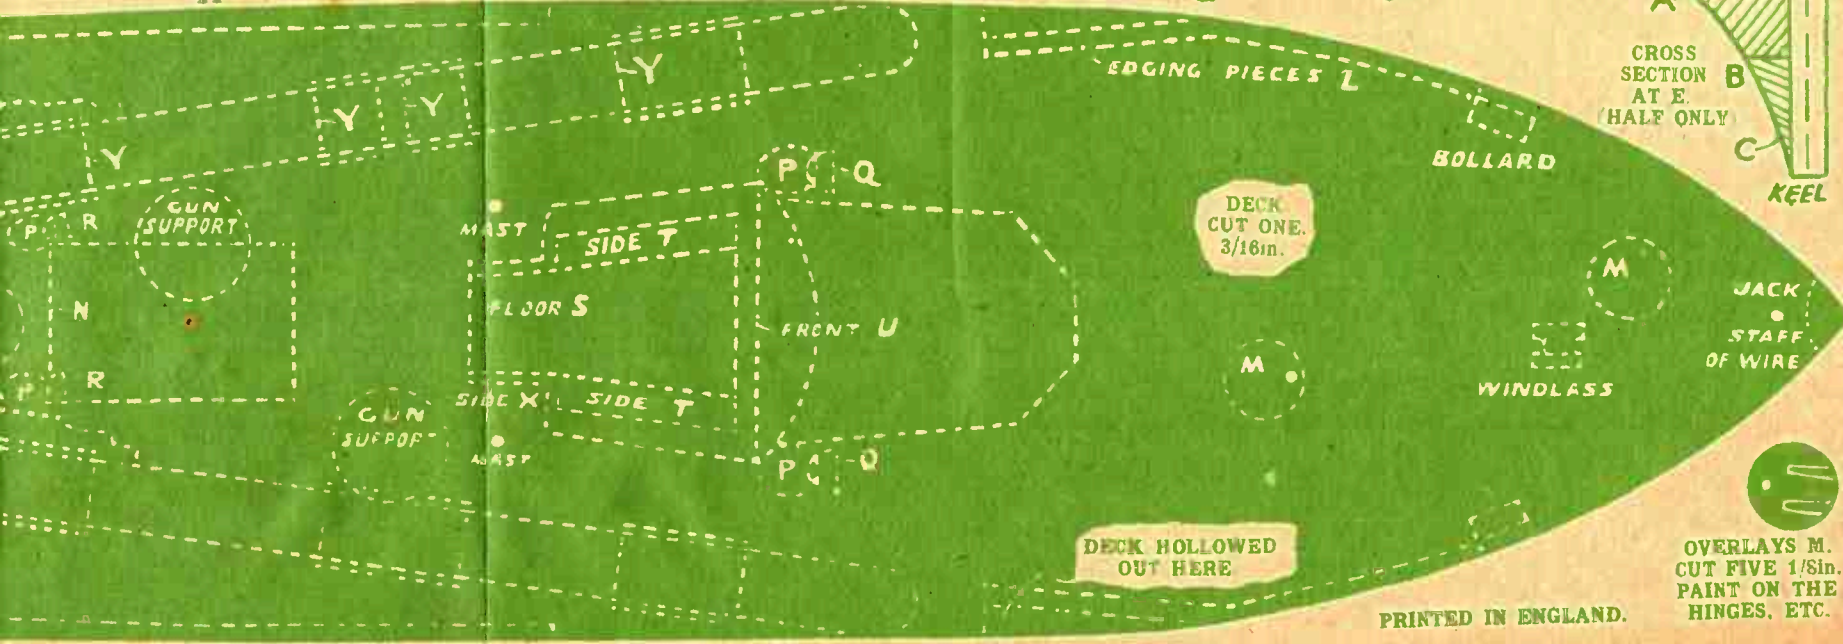 A
CROSS
SECTION
AT E.
HALF ONLY
B
C
KEEL
EDGING PIECES L
BOLLARD
Y
Y
Y
Y
GUN
SUPPORT
P
R
N
P
R
MAST
SIDE T
P
Q
DECK
CUT ONE.
3/16in.
FLOOR S
FRONT U
M
M
JACK
STAFF
OF WIRE
WINDLASS
SIDE X
SIDE T
GUN
SUPPORT
MAST
P
Q
DECK HOLLOWED
OUT HERE
OVERLAYS M.
CUT FIVE 1/8in.
PAINT ON THE
HINGES, ETC.
PRINTED IN ENGLAND.